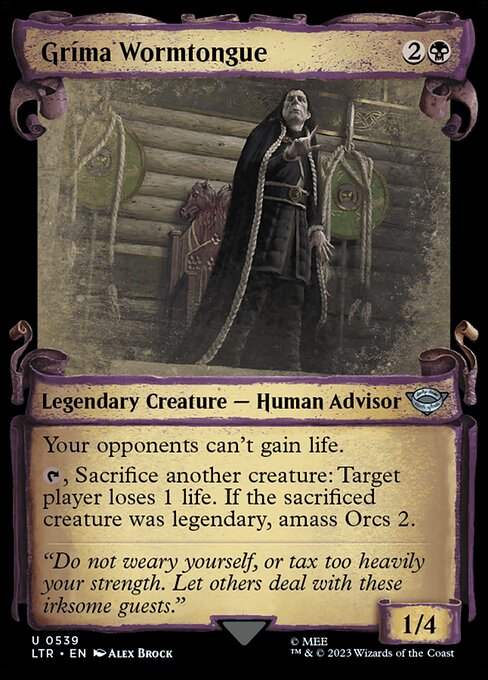 Gríma Wormtongue 2
Legendary Creature — Human Advisor
Your opponents can't gain life.
, Sacrifice another creature: Target
player loses 1 life. If the sacrificed
creature was legendary, amass Orcs 2.
“Do not weary yourself, or tax too heavily
your strength. Let others deal with these
irksome guests.”
1/4
U 0539
LTR • EN Alex Brock
© MEE
™ & © 2023 Wizards of the Coast